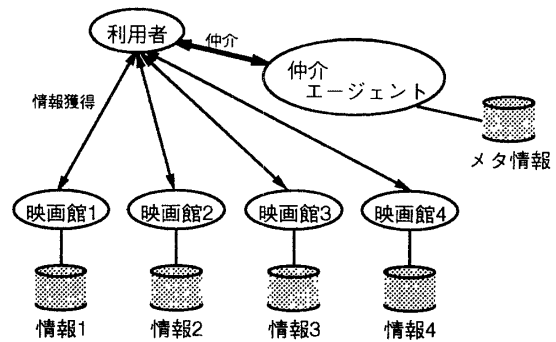 利用者
仲介
仲介
エージェント
情報獲得
メタ情報
映画館1
映画館2
映画館3
映画館4
情報1
情報2
情報3
情報4